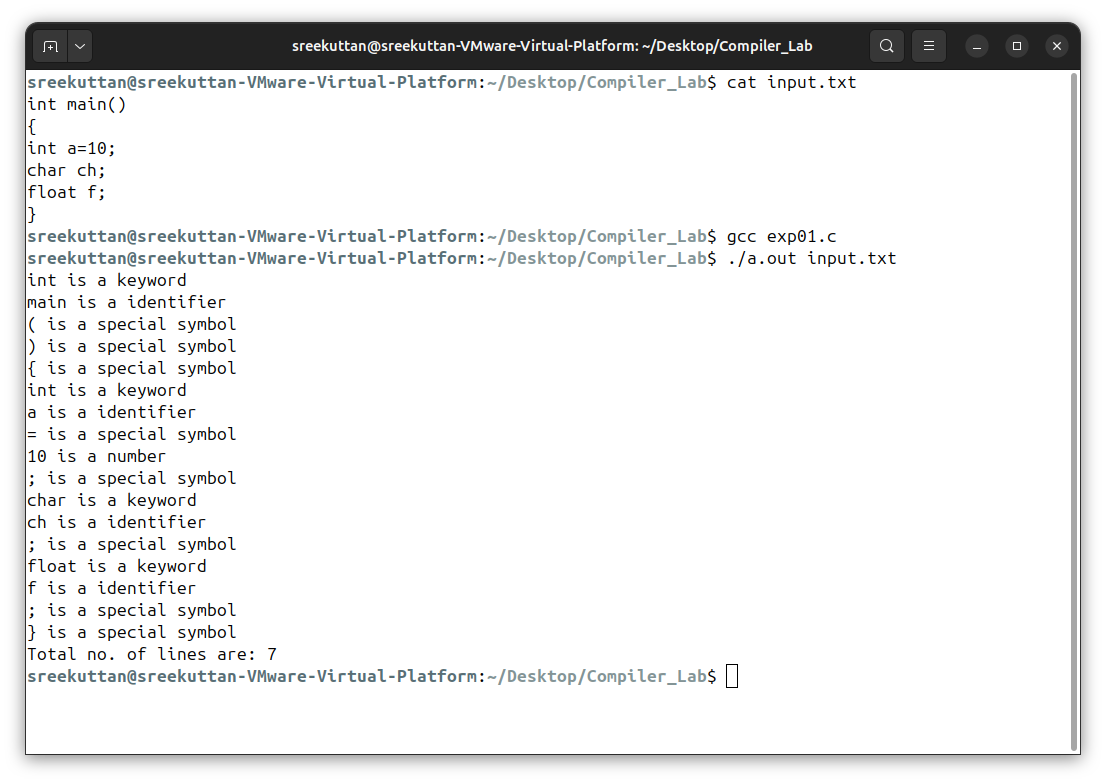 sreekuttan@sreekuttan-VMware-Virtual-Platform: ~/Desktop/Compiler_Lab
sreekuttan@sreekuttan-VMware-Virtual-Platform:~/Desktop/Compiler_Lab$ cat input.txt
int main()
{
int a=10;
char ch;
float f;
}
sreekuttan@sreekuttan-VMware-Virtual-Platform:~/Desktop/Compiler_Lab$ gcc exp01.c
sreekuttan@sreekuttan-VMware-Virtual-Platform:~/Desktop/Compiler_Lab$ ./a.out input.txt
int is a keyword
main is a identifier
( is a special symbol
) is a special symbol
{ is a special symbol
int is a keyword
a is a identifier
= is a special symbol
10 is a number
; is a special symbol
char is a keyword
ch is a identifier
; is a special symbol
float is a keyword
f is a identifier
; is a special symbol
} is a special symbol
Total no. of lines are: 7
sreekuttan@sreekuttan-VMware-Virtual-Platform:~/Desktop/Compiler_Lab$